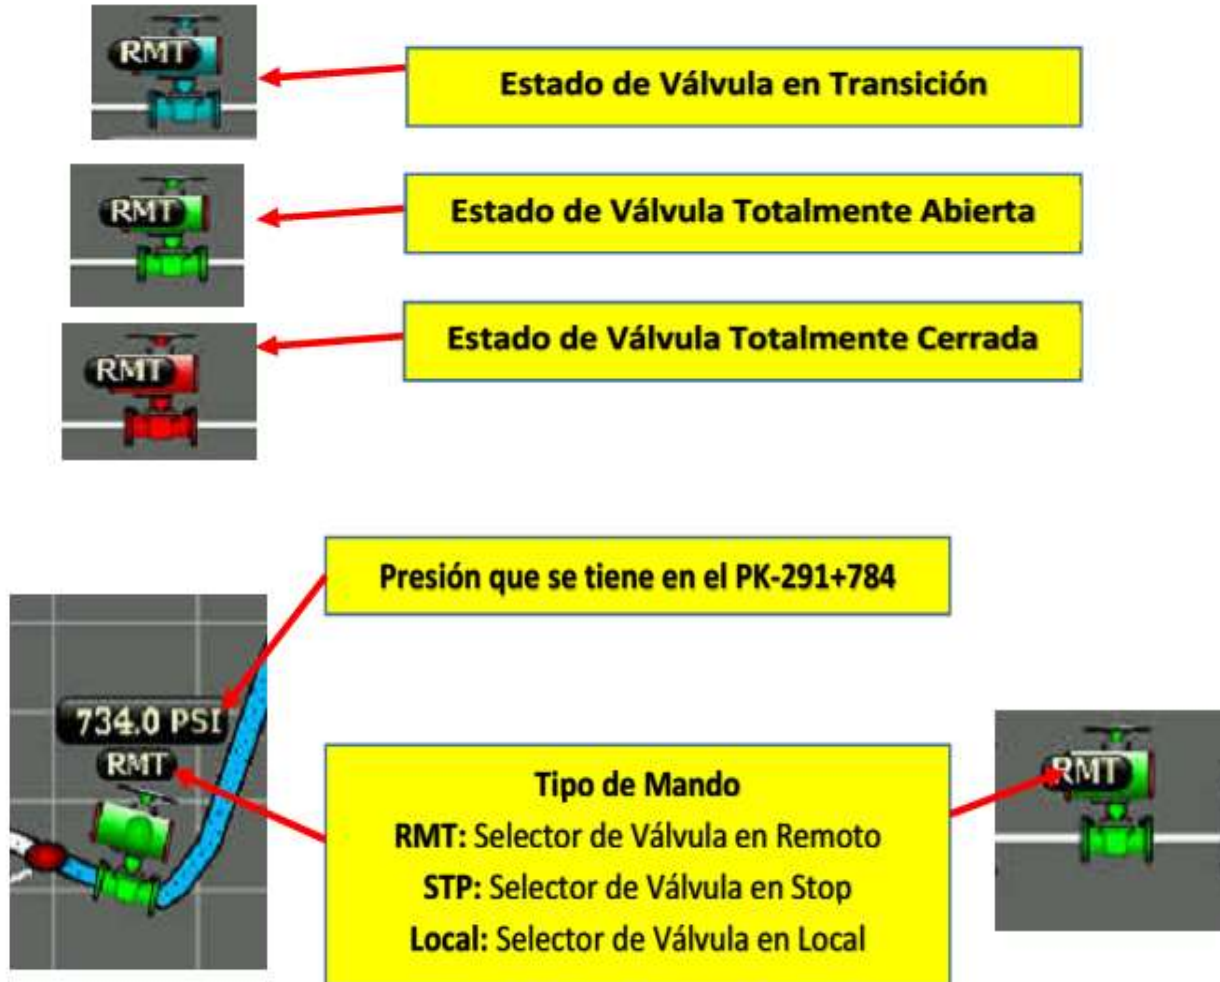 RMT
Estado de Válvula en Transición
RMT
Estado de Válvula Totalmente Abierta
RMT
Estado de Válvula Totalmente Cerrada
Presión que se tiene en el PK-291+784
734.0 PSI
RMT
Tipo de Mando
RMT: Selector de Válvula en Remoto
STP: Selector de Válvula en Stop
Local: Selector de Válvula en Local
RMT